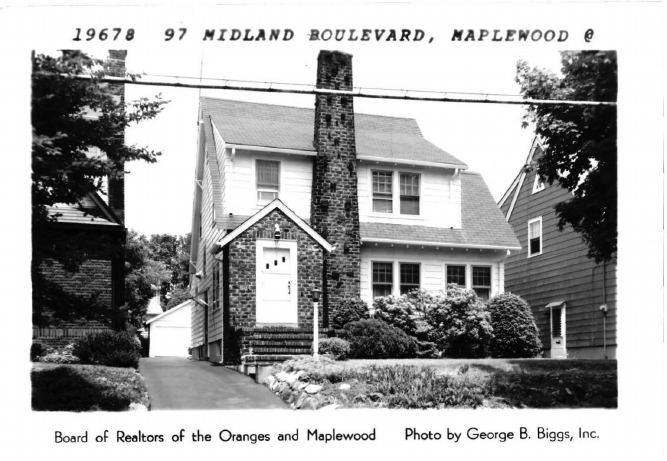 19678 97 MIDLAND BOULEVARD, MAPLEWOOD @
Board of Realtors of the Oranges and Maplewood Photo by George B. Biggs, Inc.